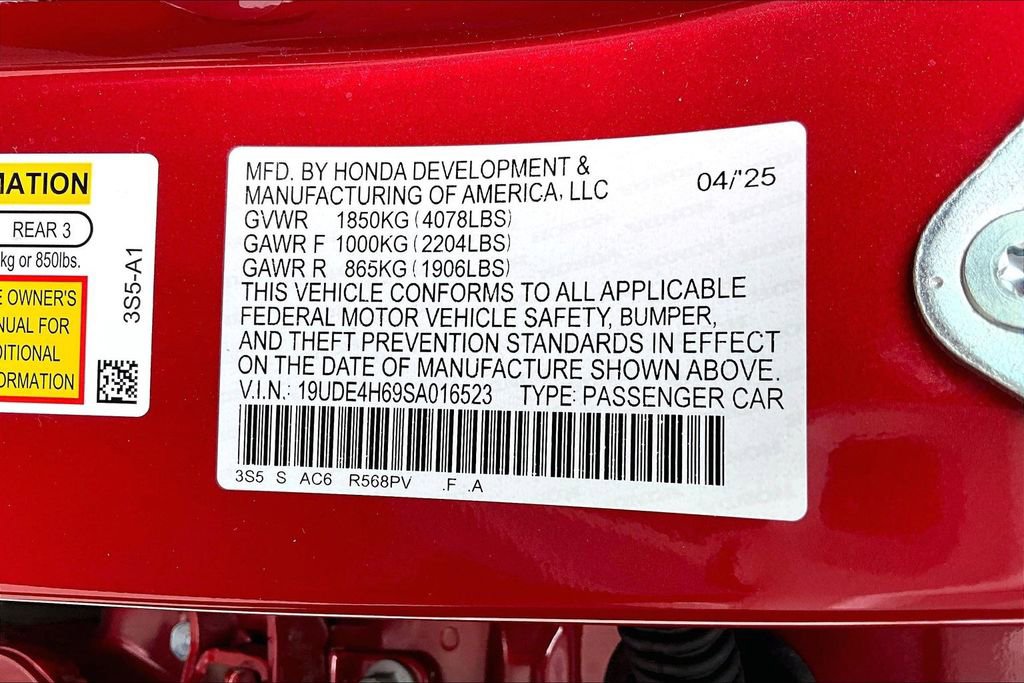 MATION
REAR 3
kg or 850lbs.
E OWNER'S
NUAL FOR
DITIONAL
ORMATION
3S5-A1
MFD. BY HONDA DEVELOPMENT &
MANUFACTURING OF AMERICA, LLC
04/'25
GVWR 1850KG (4078LBS)
GAWR F 1000KG (2204LBS)
GAWR R 865KG (1906LBS)
THIS VEHICLE CONFORMS TO ALL APPLICABLE
FEDERAL MOTOR VEHICLE SAFETY, BUMPER,
AND THEFT PREVENTION STANDARDS IN EFFECT
ON THE DATE OF MANUFACTURE SHOWN ABOVE.
V.I.N.: 19UDE4H69SA016523 TYPE: PASSENGER CAR
3S5 S AC6 R568PV .F .A